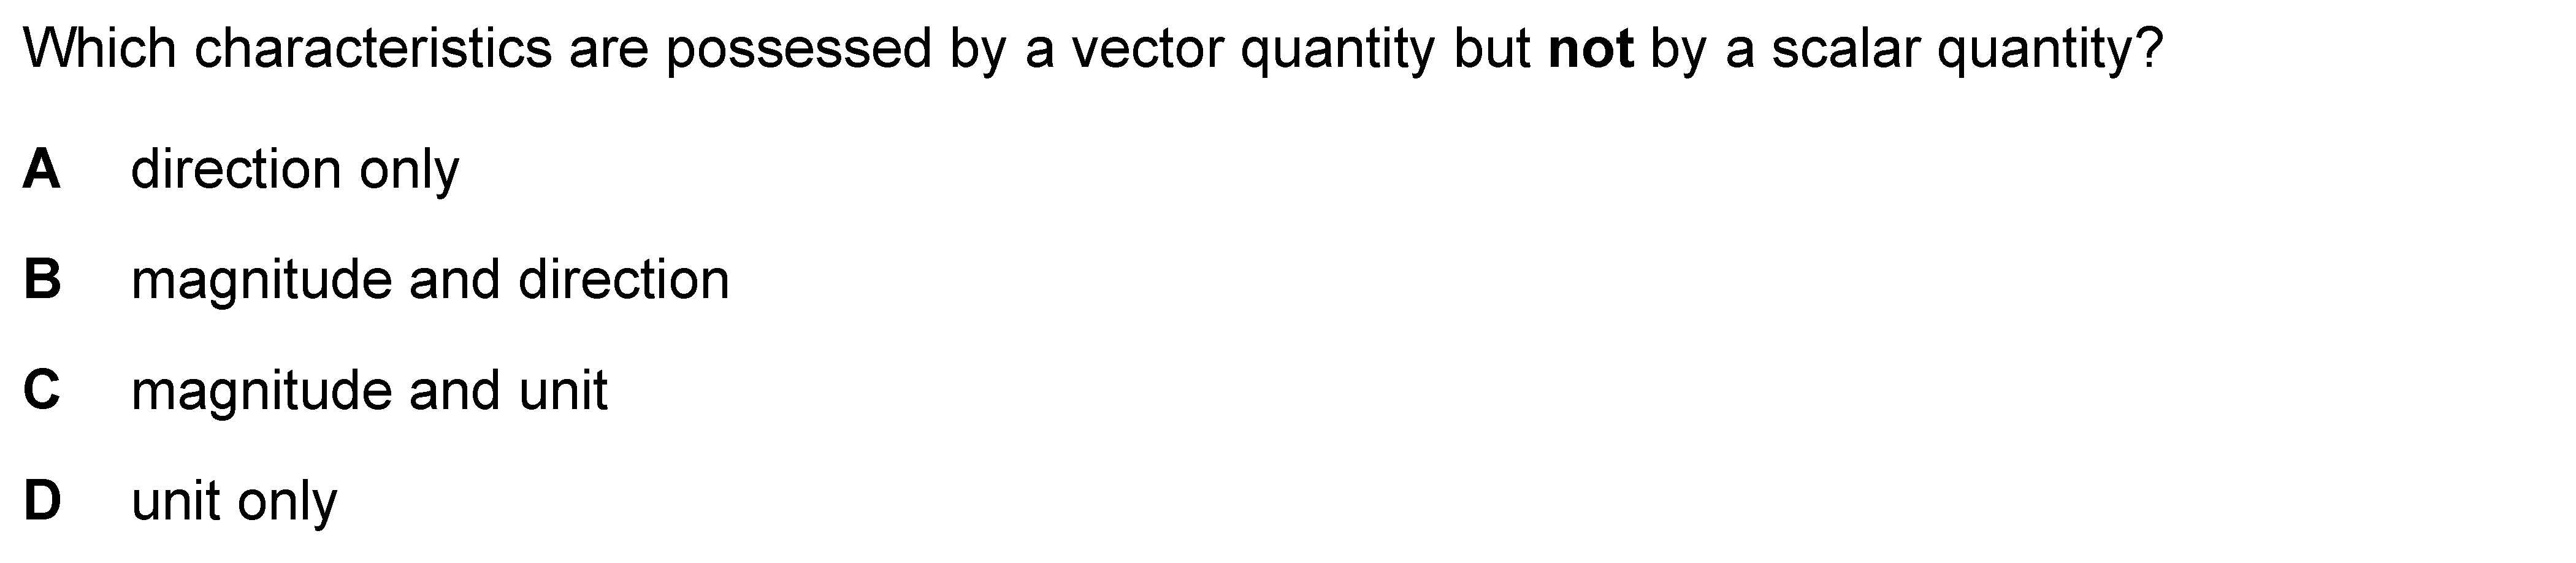 Which characteristics are possessed by a vector quantity but not by a scalar quantity?
A direction only
B magnitude and direction
C magnitude and unit
D unit only